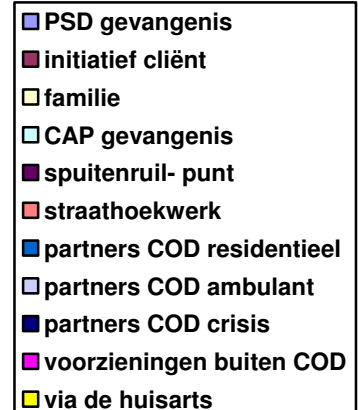 PSD gevangenis
initiatief cliënt
familie
CAP gevangenis
spuitenruil- punt
straathoekwerk
partners COD residentieel
partners COD ambulant
partners COD crisis
voorzieningen buiten COD
via de huisarts